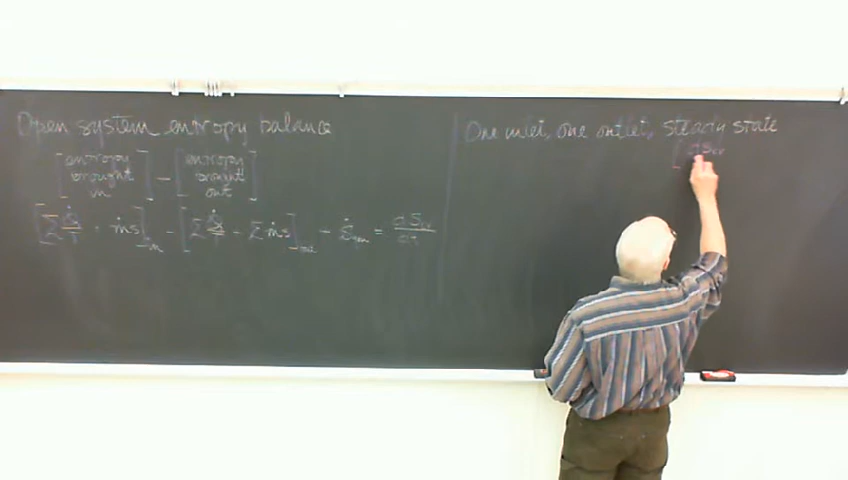 Open system entropy balance
[entropy brought in] - [entropy brought out]
[Σ Q̇/T + ṁs]in - [Σ Q̇/T + Σ ṁs]out + Ṡgen = dScv/dt
One inlet, one outlet, steady state
[dScv